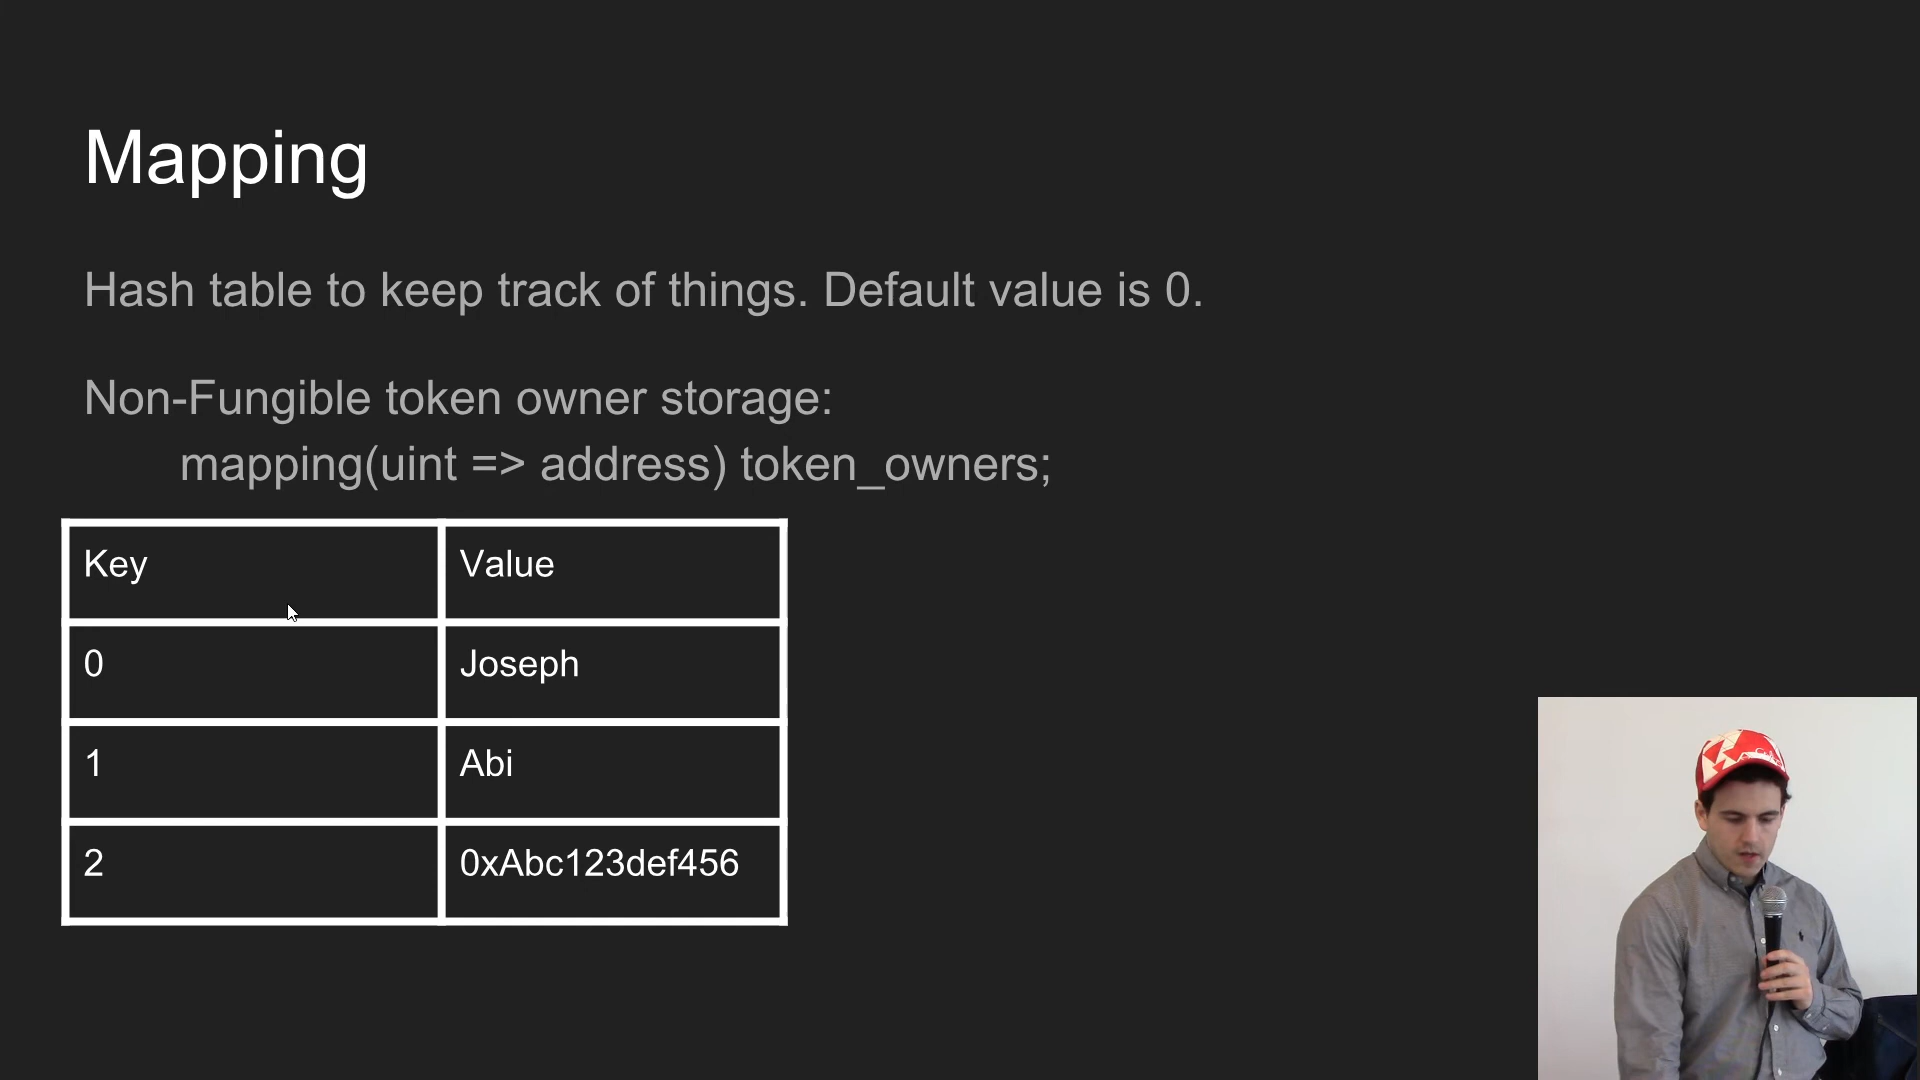 Mapping
Hash table to keep track of things. Default value is 0.
Non-Fungible token owner storage:
mapping(uint => address) token_owners;
Key Value
0 Joseph
1 Abi
2 0xAbc123def456